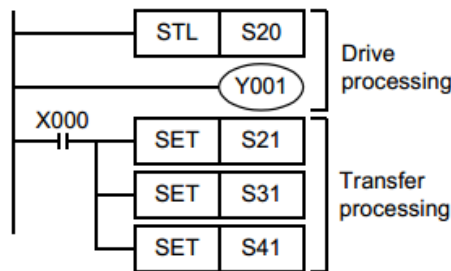 STL S20
Drive
processing
Y001
X000
SET S21
SET S31
Transfer
processing
SET S41